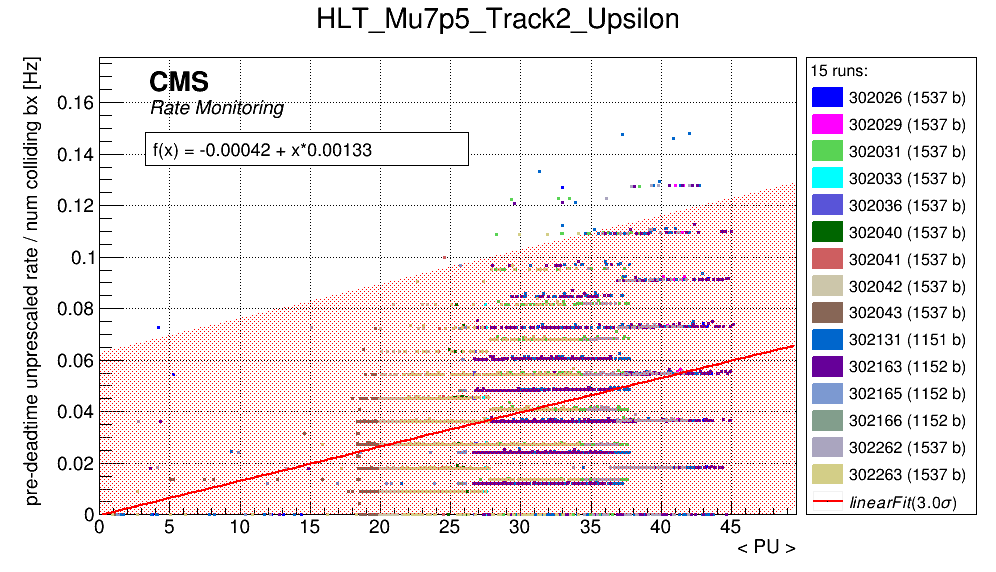 HLT_Mu7p5_Track2_Upsilon
pre-deadtime unprescaled rate / num colliding bx [Hz]
CMS
Rate Monitoring
f(x) = -0.00042 + x*0.00133
0.16
0.14
0.12
0.1
0.08
0.06
0.04
0.02
0
0 5 10 15 20 25 30 35 40 45
< PU >
15 runs:
302026 (1537 b)
302029 (1537 b)
302031 (1537 b)
302033 (1537 b)
302036 (1537 b)
302040 (1537 b)
302041 (1537 b)
302042 (1537 b)
302043 (1537 b)
302131 (1151 b)
302163 (1152 b)
302165 (1152 b)
302166 (1152 b)
302262 (1537 b)
302263 (1537 b)
linearFit(3.0σ)